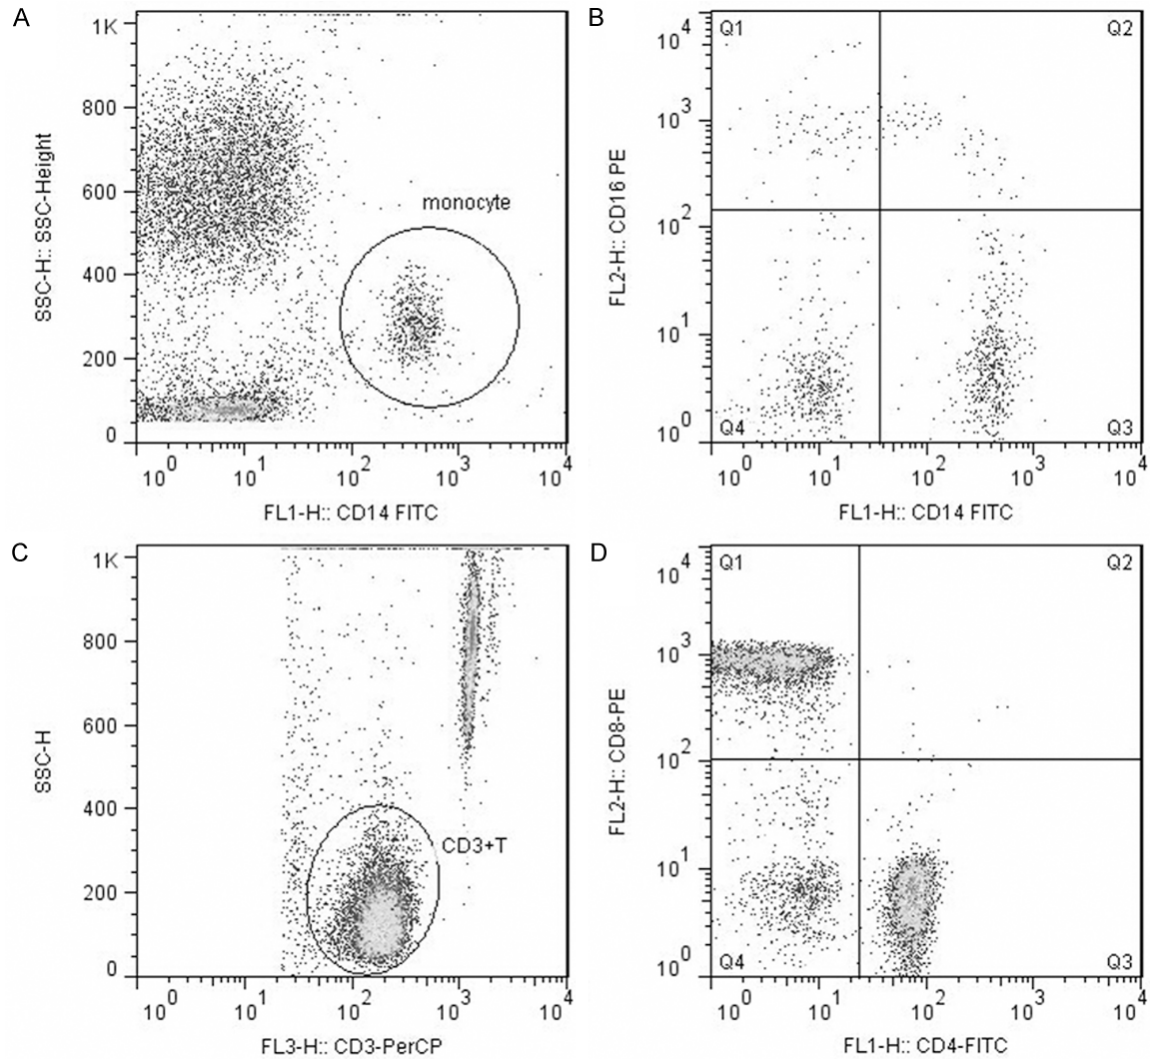 A
1K
800
600
400
200
0
10^0
10^1
10^2
10^3
10^4
SSC-H:: SSC-Height
FL1-H:: CD14 FITC
monocyte
B
Q1
Q2
Q4
Q3
10^4
10^3
10^2
10^1
10^0
10^0
10^1
10^2
10^3
10^4
FL2-H:: CD16 PE
FL1-H:: CD14 FITC
C
1K
800
600
400
200
0
10^0
10^1
10^2
10^3
10^4
SSC-H
FL3-H:: CD3-PerCP
CD3+T
D
Q1
Q2
Q4
Q3
10^4
10^3
10^2
10^1
10^0
10^0
10^1
10^2
10^3
10^4
FL2-H:: CD8-PE
FL1-H:: CD4-FITC